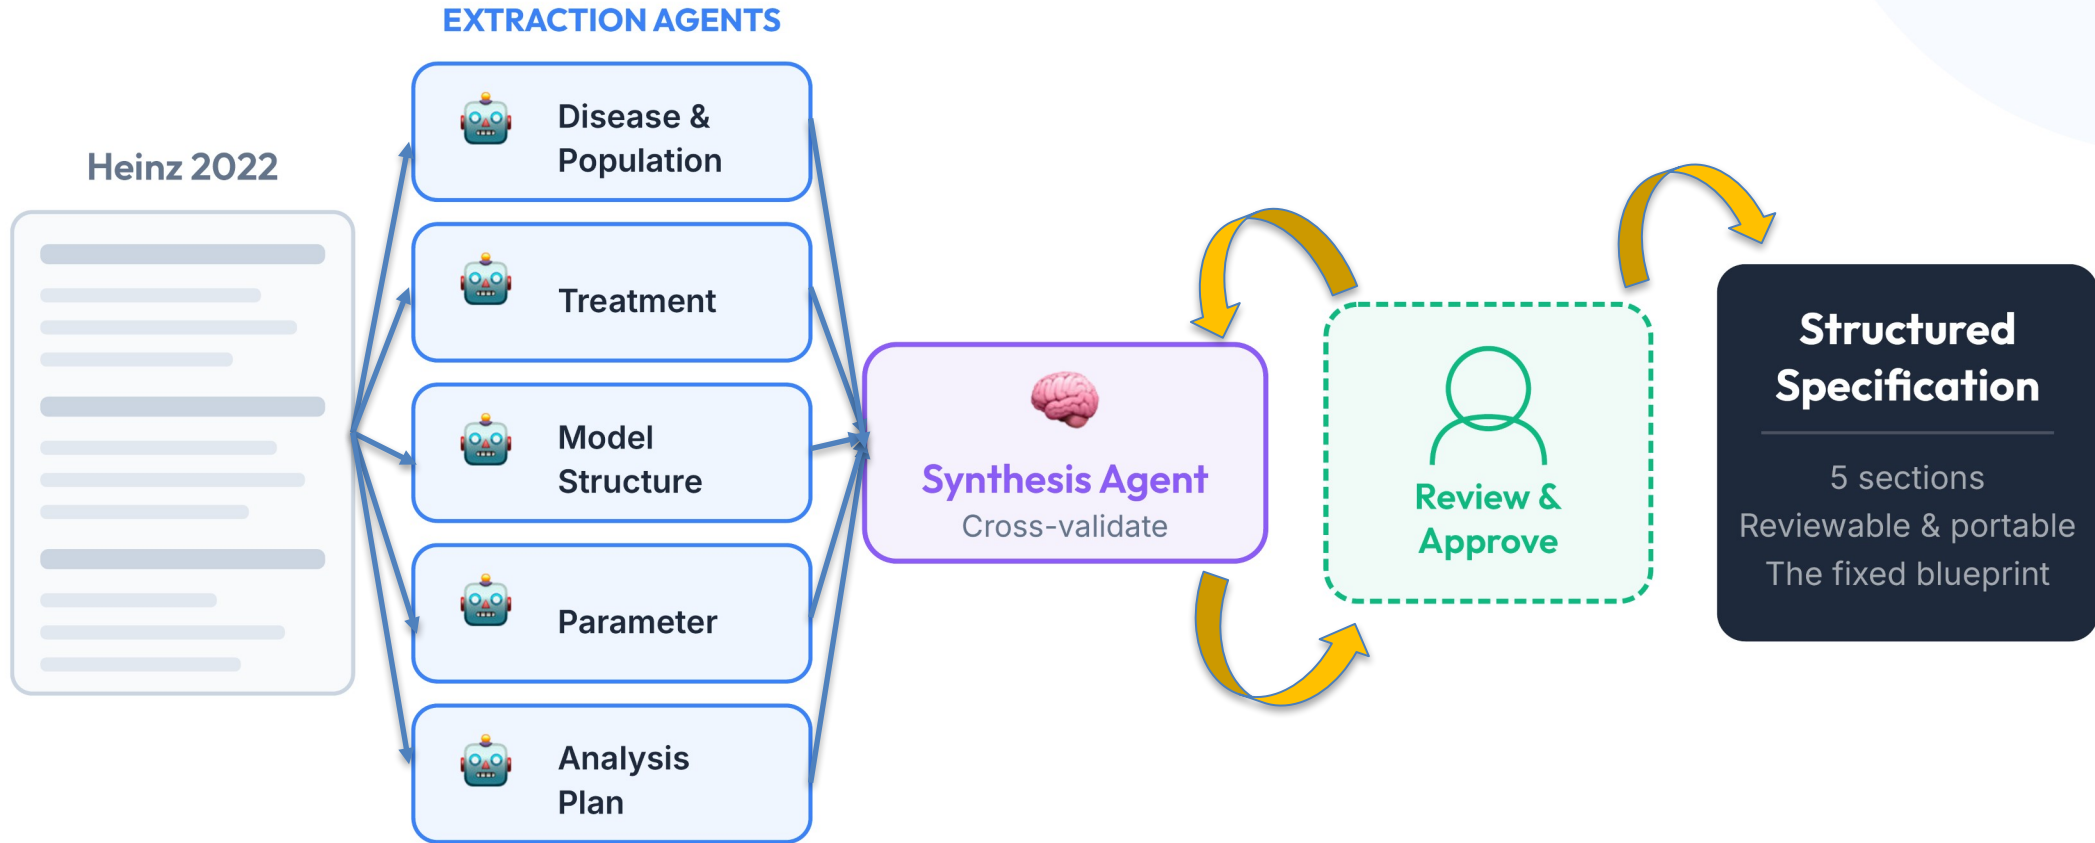 EXTRACTION AGENTS
Heinz 2022
Disease &
Population
Treatment
Model
Structure
Parameter
Analysis
Plan
Synthesis Agent
Cross-validate
Review &
Approve
Structured
Specification
5 sections
Reviewable & portable
The fixed blueprint